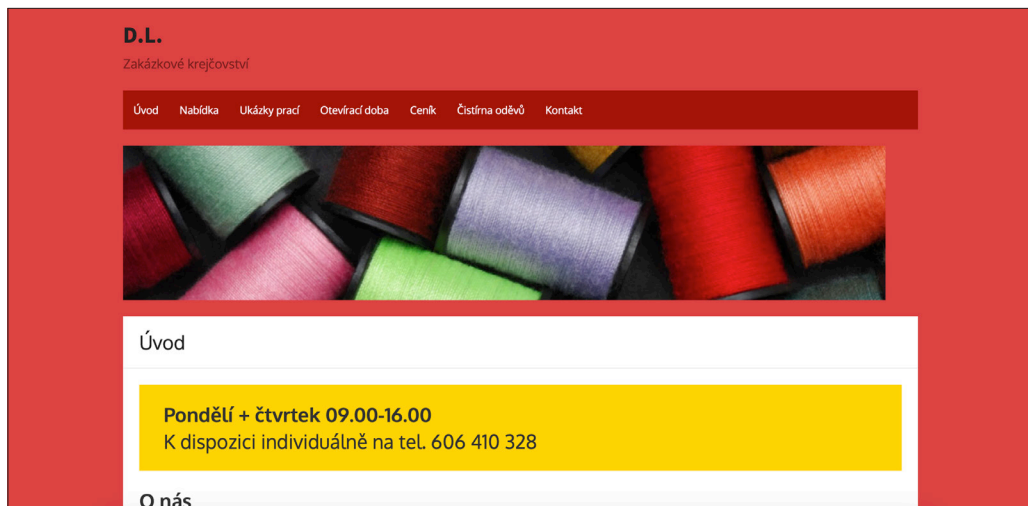 D.L.
Zakázkové krejčovství
Úvod Nabídka Ukázky prací Otevírací doba Ceník Čistírna oděvů Kontakt
Úvod
Pondělí + čtvrtek 09.00-16.00
K dispozici individuálně na tel. 606 410 328
O nás